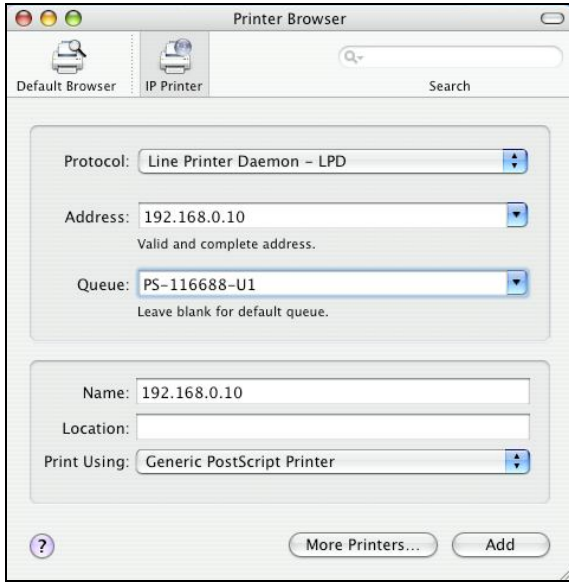 Printer Browser
Default Browser
IP Printer
Search
Protocol: Line Printer Daemon – LPD
Address: 192.168.0.10
Valid and complete address.
Queue: PS-116688-U1
Leave blank for default queue.
Name: 192.168.0.10
Location:
Print Using: Generic PostScript Printer
? More Printers... Add